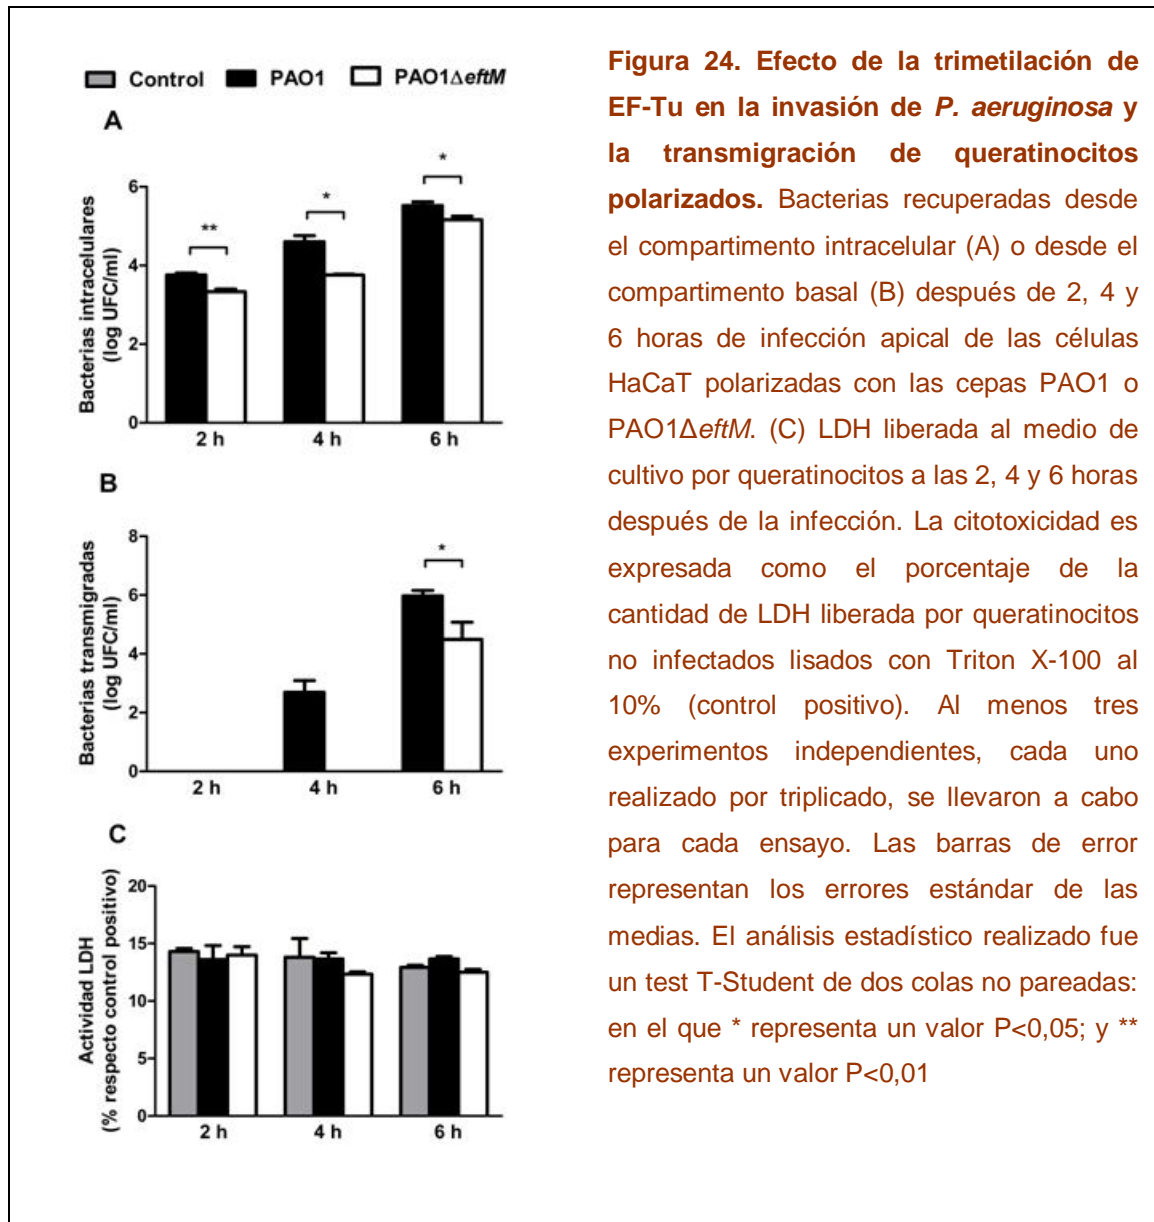 Control PAO1 PAO1ΔeftM
A
** * *
Bacterias intracelulares
(log UFC/ml)
6
4
2
0
2 h 4 h 6 h
B
*
Bacterias transmigradas
(log UFC/ml)
8
6
4
2
0
2 h 4 h 6 h
C
Actividad LDH
(% respecto control positivo)
20
15
10
5
0
2 h 4 h 6 h
Figura 24. Efecto de la trimetilación de
EF-Tu en la invasión de P. aeruginosa y
la transmigración de queratinocitos
polarizados. Bacterias recuperadas desde
el compartimento intracelular (A) o desde el
compartimento basal (B) después de 2, 4 y
6 horas de infección apical de las células
HaCaT polarizadas con las cepas PAO1 o
PAO1ΔeftM. (C) LDH liberada al medio de
cultivo por queratinocitos a las 2, 4 y 6 horas
después de la infección. La citotoxicidad es
expresada como el porcentaje de la
cantidad de LDH liberada por queratinocitos
no infectados lisados con Triton X-100 al
10% (control positivo). Al menos tres
experimentos independientes, cada uno
realizado por triplicado, se llevaron a cabo
para cada ensayo. Las barras de error
representan los errores estándar de las
medias. El análisis estadístico realizado fue
un test T-Student de dos colas no pareadas:
en el que * representa un valor P<0,05; y **
representa un valor P<0,01